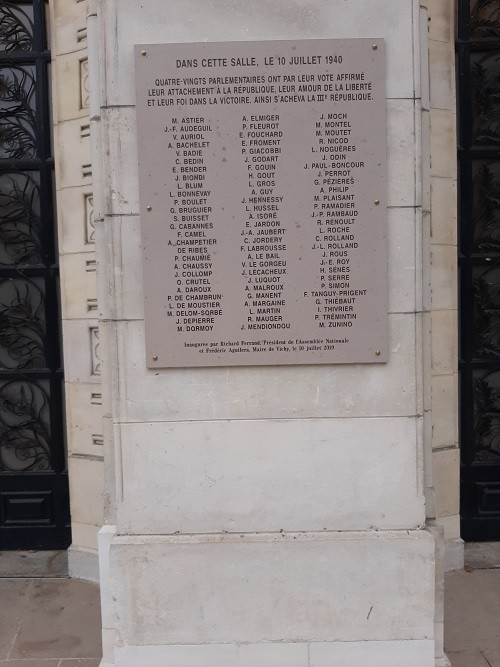 DANS CETTE SALLE, LE 10 JUILLET 1940
QUATRE-VINGTS PARLEMENTAIRES ONT PAR LEUR VOTE AFFIRMÉ
LEUR ATTACHEMENT À LA RÉPUBLIQUE, LEUR AMOUR DE LA LIBERTÉ
ET LEUR FOI DANS LA VICTOIRE. AINSI S'ACHEVA LA IIIᵉ RÉPUBLIQUE.
M. ASTIER
J.-F. AUDEGUIL
V. AURIOL
A. BACHELET
V. BADIE
C. BEDIN
E. BENDER
J. BIONDI
L. BLUM
L. BONNEVAY
P. BOULET
G. BRUGUIER
S. BUISSET
G. CABANNES
F. CAMEL
A. CHAMPETIER
DE RIBES
P. CHAUMIÉ
A. CHAUSSY
J. COLLOMP
O. CRUTEL
A. DAROUX
P. DE CHAMBRUN
L. DE MOUSTIER
M. DELOM-SORBE
J. DEPIERRE
M. DORMOY
A. ELMIGER
P. FLEUROT
E. FOUCHARD
E. FROMENT
P. GIACOBBI
J. GODART
F. GOUIN
H. GOUT
L. GROS
A. GUY
J. HENNESSY
L. HUSSEL
A. ISORÉ
E. JARDON
J.-A. JAUBERT
C. JORDERY
F. LABROUSSE
A. LE BAIL
V. LE GORGEU
J. LECACHEUX
J. LUQUOT
A. MALROUX
G. MANENT
A. MARGAINE
L. MARTIN
R. MAUGER
J. MENDIONDOU
J. MOCH
M. MONTEL
M. MOUTET
R. NICOD
L. NOGUÈRES
J. ODIN
J. PAUL-BONCOUR
J. PERROT
G. PÉZIÈRES
A. PHILIP
M. PLAISANT
P. RAMADIER
J.-P. RAMBAUD
R. RENOULT
L. ROCHE
C. ROLLAND
J.-L. ROLLAND
J. ROUS
J.-E. ROY
H. SÉNÈS
P. SERRE
P. SIMON
F. TANGUY-PRIGENT
G. THIÉBAUT
I. THIVRIER
P. TRÉMINTIN
M. ZUNINO
Inaugurée par Richard Ferrand, Président de l'Assemblée Nationale
et Frédéric Aguilera, Maire de Vichy, le 10 juillet 2019